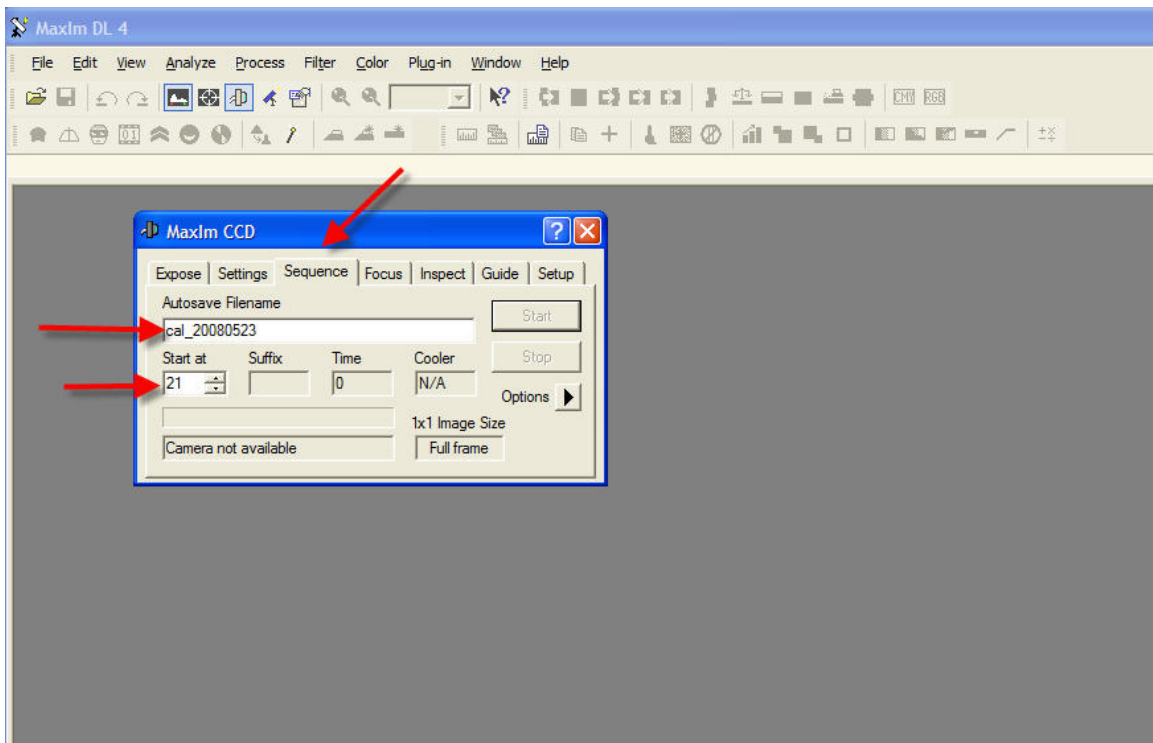 MaxIm DL 4
File Edit View Analyze Process Filter Color Plug-in Window Help
CMY RGB
MaxIm CCD
Expose Settings Sequence Focus Inspect Guide Setup
Autosave Filename
Start
cal_20080523
Start at Suffix Time Cooler Stop
21 0 N/A
Options
1x1 Image Size
Camera not available Full frame